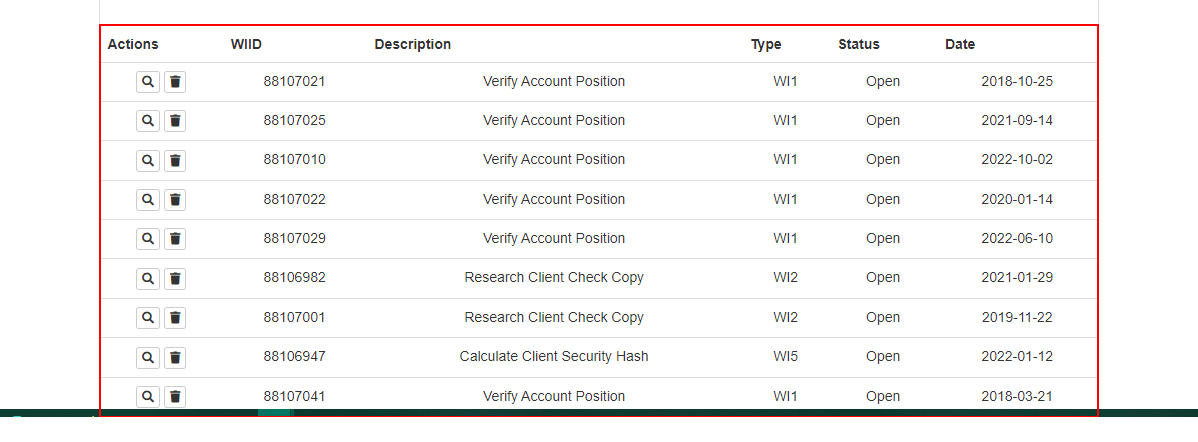 Actions WIID Description Type Status Date
88107021 Verify Account Position WI1 Open 2018-10-25
88107025 Verify Account Position WI1 Open 2021-09-14
88107010 Verify Account Position WI1 Open 2022-10-02
88107022 Verify Account Position WI1 Open 2020-01-14
88107029 Verify Account Position WI1 Open 2022-06-10
88106982 Research Client Check Copy WI2 Open 2021-01-29
88107001 Research Client Check Copy WI2 Open 2019-11-22
88106947 Calculate Client Security Hash WI5 Open 2022-01-12
88107041 Verify Account Position WI1 Open 2018-03-21